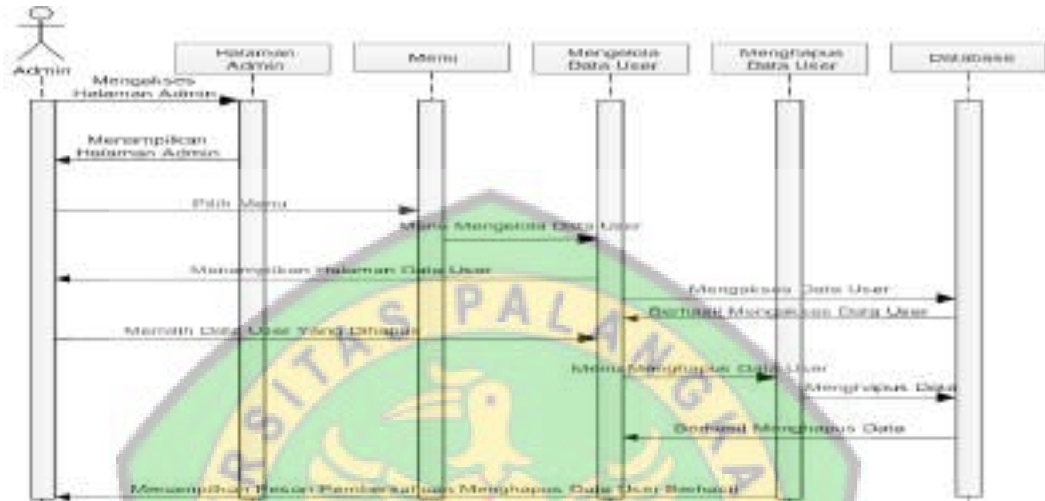 Admin
Halaman
Admin
Menu
Mengelola
Data User
Menghapus
Data User
Database
Mengakses
Halaman Admin
Menampilkan
Halaman Admin
Pilih Menu
Menu Mengelola Data User
Menampilkan Halaman Data User
Mengakses Data User
Berhasil Mengakses Data User
Memilih Data User Yang Dihapus
Menu Menghapus Data User
Menghapus Data
Berhasil Menghapus Data
Menampilkan Pesan Pemberitahuan Menghapus Data User Berhasil
RSITAS PALANGKA